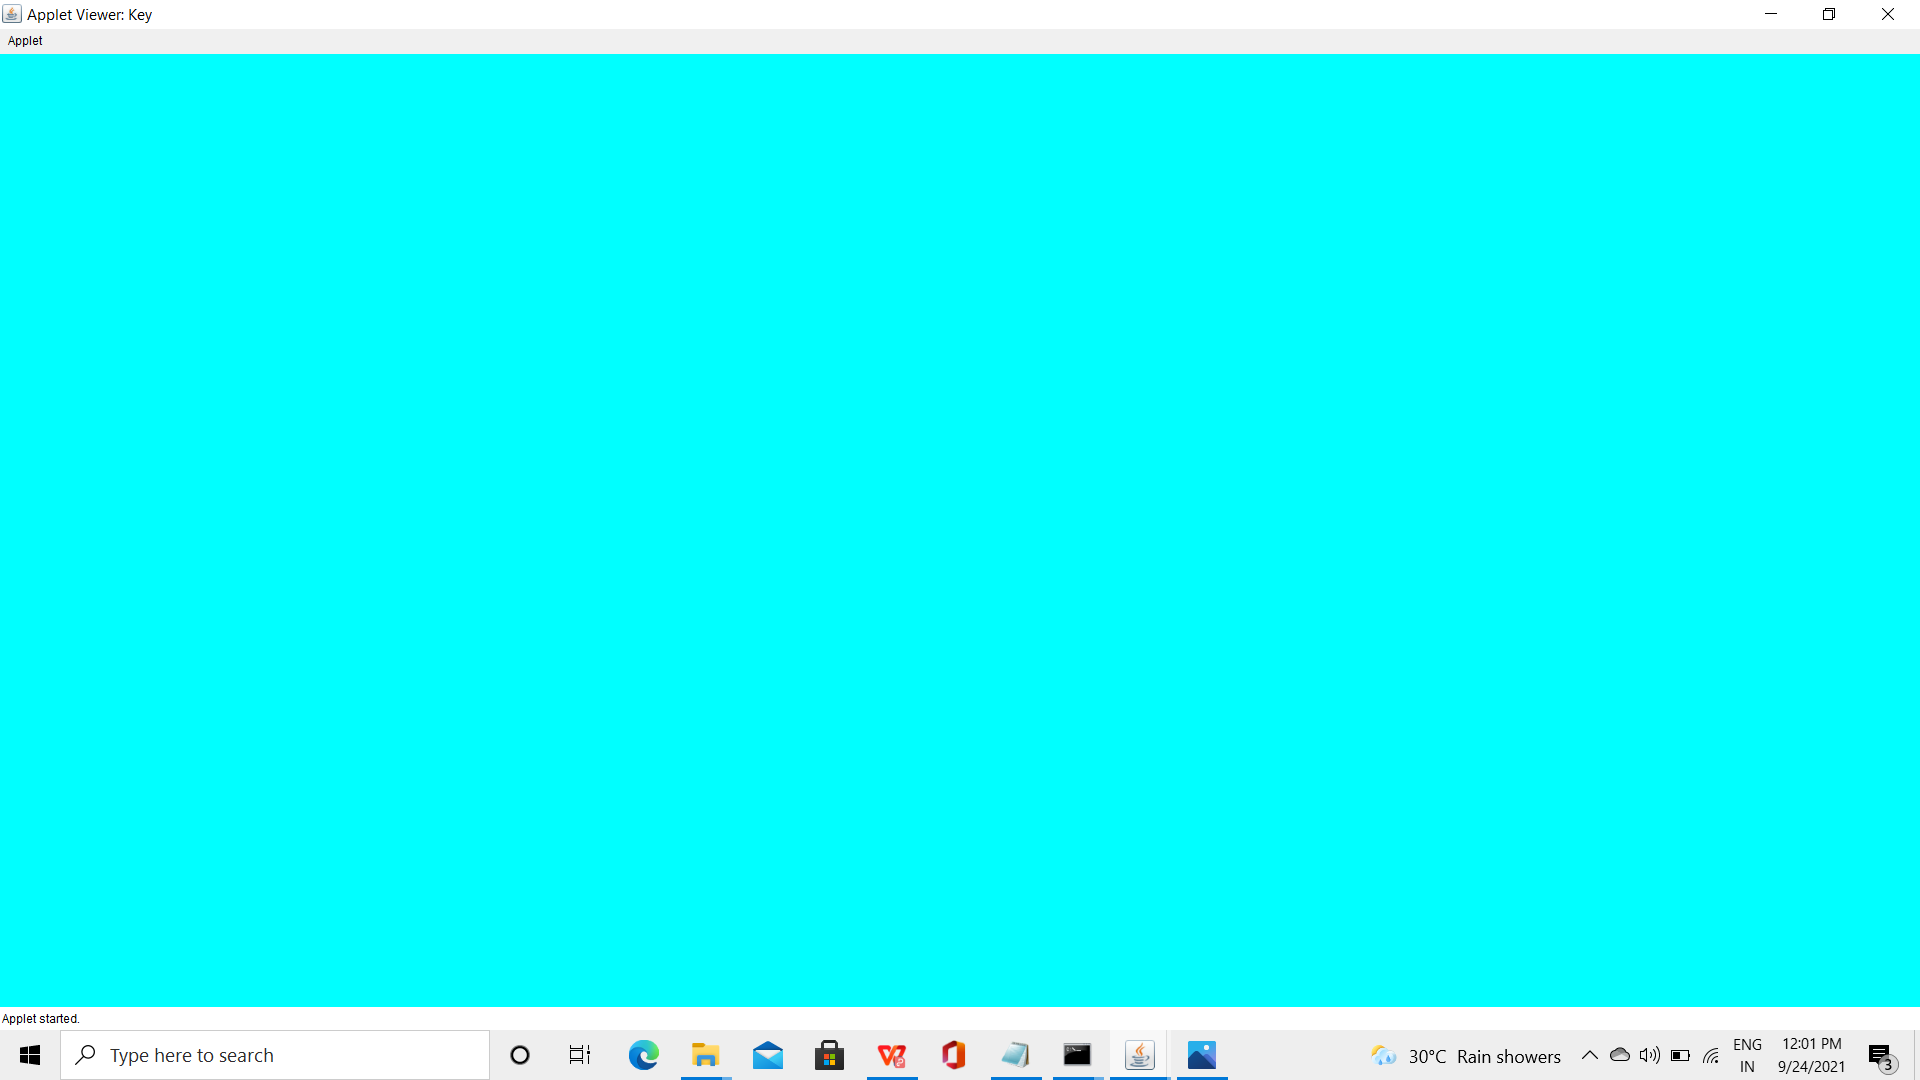 Applet Viewer: Key
Applet
Applet started.
Type here to search
30°C Rain showers
ENG
IN
12:01 PM
9/24/2021
3